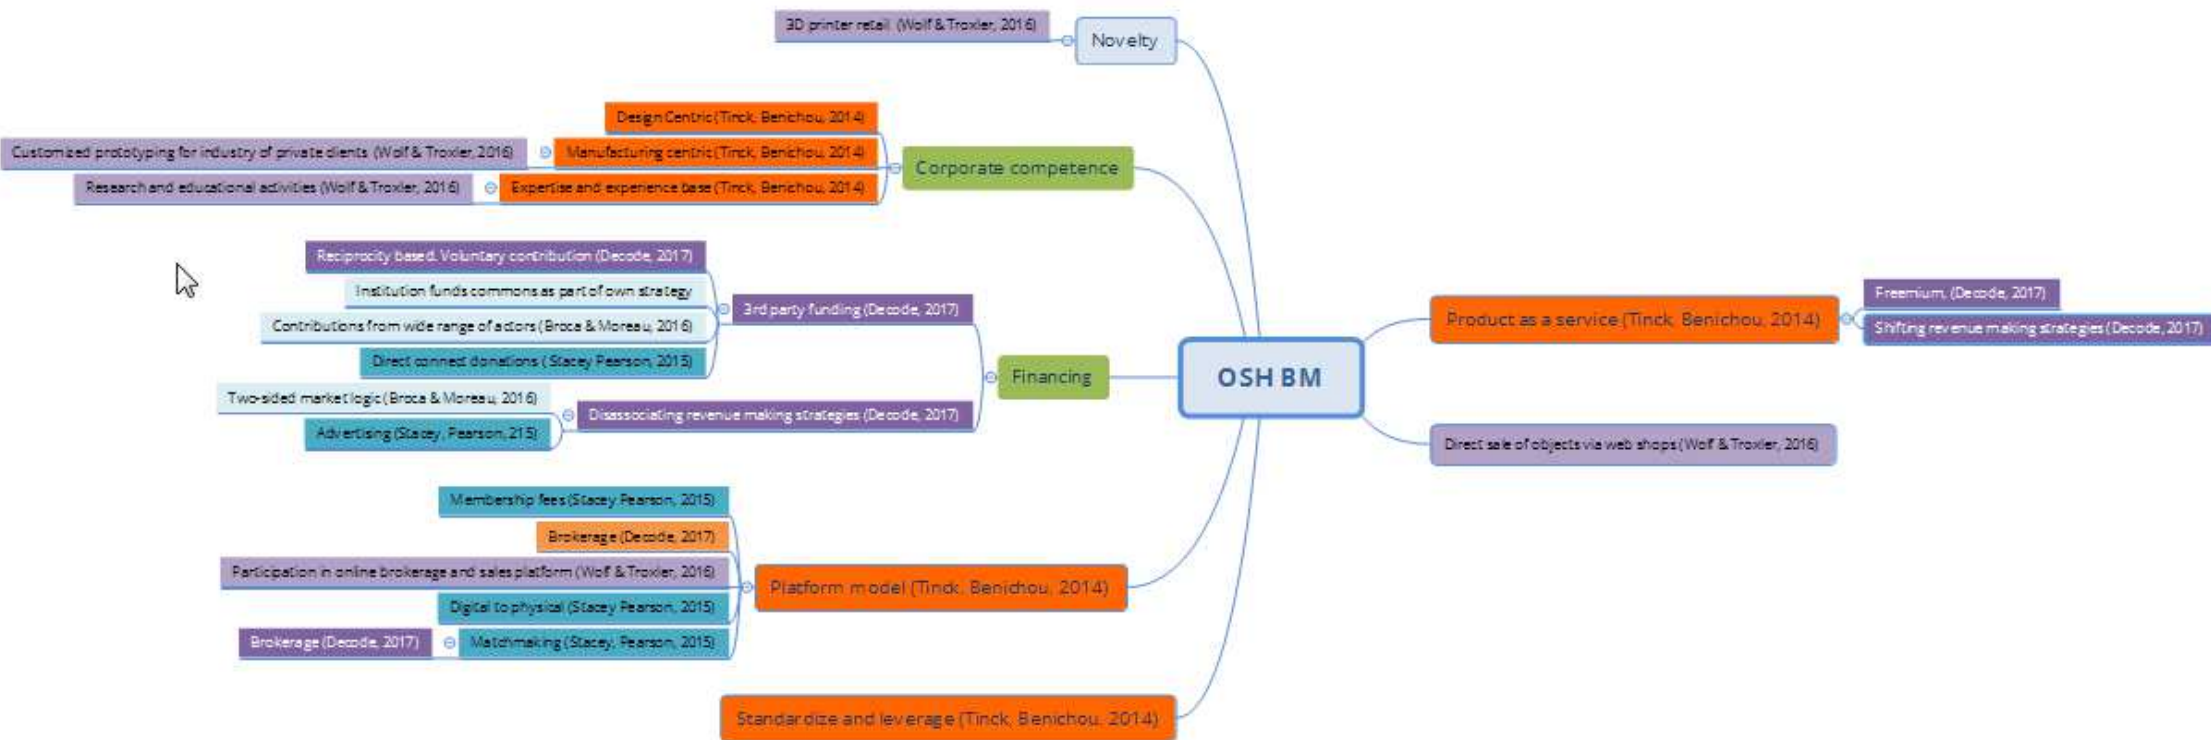 3D printer retail (Wolf & Troxler, 2016)
Novelty
Design Centric (Tinck, Benichou, 2014)
Customized prototyping for industry of private clients (Wolf & Troxler, 2016)
Manufacturing centric (Tinck, Benichou, 2014)
Corporate competence
Research and educational activities (Wolf & Troxler, 2016)
Expertise and experience base (Tinck, Benichou, 2014)
Reciprocity based. Voluntary contribution (Decode, 2017)
Institution funds commons as part of own strategy
3rd party funding (Decode, 2017)
Contributions from wide range of actors (Broca & Moreau, 2016)
Direct connect donations ( Stacey Pearson, 2015)
Financing
Two-sided market logic (Broca & Moreau, 2016)
Disassociating revenue making strategies (Decode, 2017)
Advertising (Stacey, Pearson, 215)
Membership fees (Stacey Pearson, 2015)
Brokerage (Decode, 2017)
Participation in online brokerage and sales platform (Wolf & Troxler, 2016)
Platform model (Tinck, Benichou, 2014)
Digital to physical (Stacey Pearson, 2015)
Brokerage (Decode, 2017)
Matchmaking (Stacey, Pearson, 2015)
Standardize and leverage (Tinck, Benichou, 2014)
OSH BM
Product as a service (Tinck, Benichou, 2014)
Freemium, (Decode, 2017)
Shifting revenue making strategies (Decode, 2017)
Direct sale of objects via web shops (Wolf & Troxler, 2016)